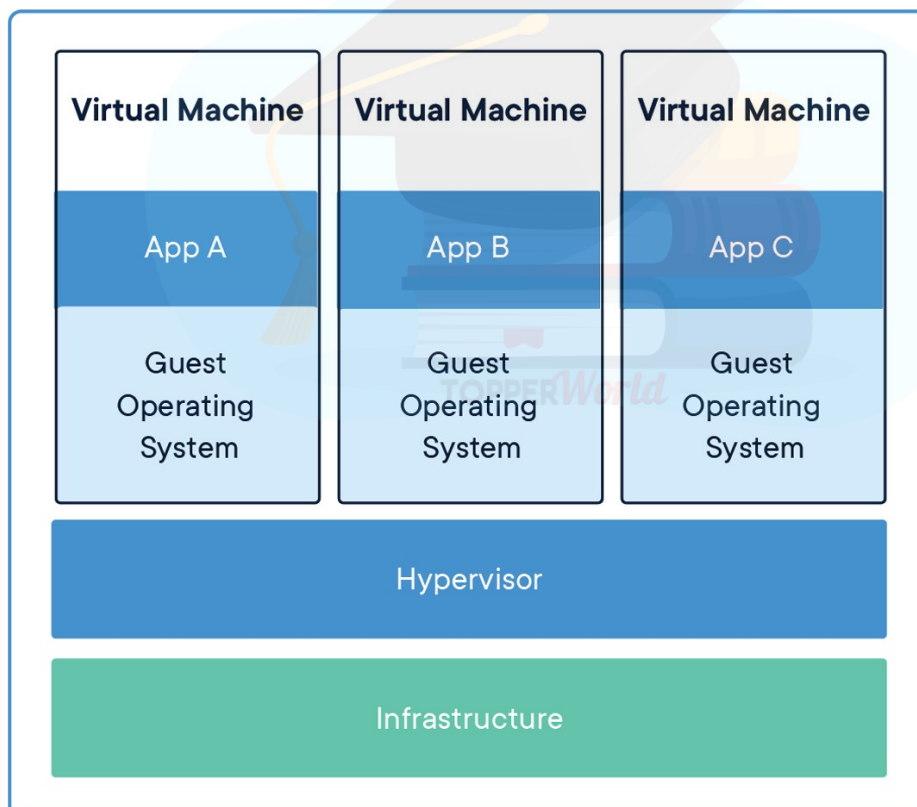 Virtual Machine
App A
Guest
Operating
System
Virtual Machine
App B
Guest
Operating
System
Virtual Machine
App C
Guest
Operating
System
TOPPERWorld
Hypervisor
Infrastructure